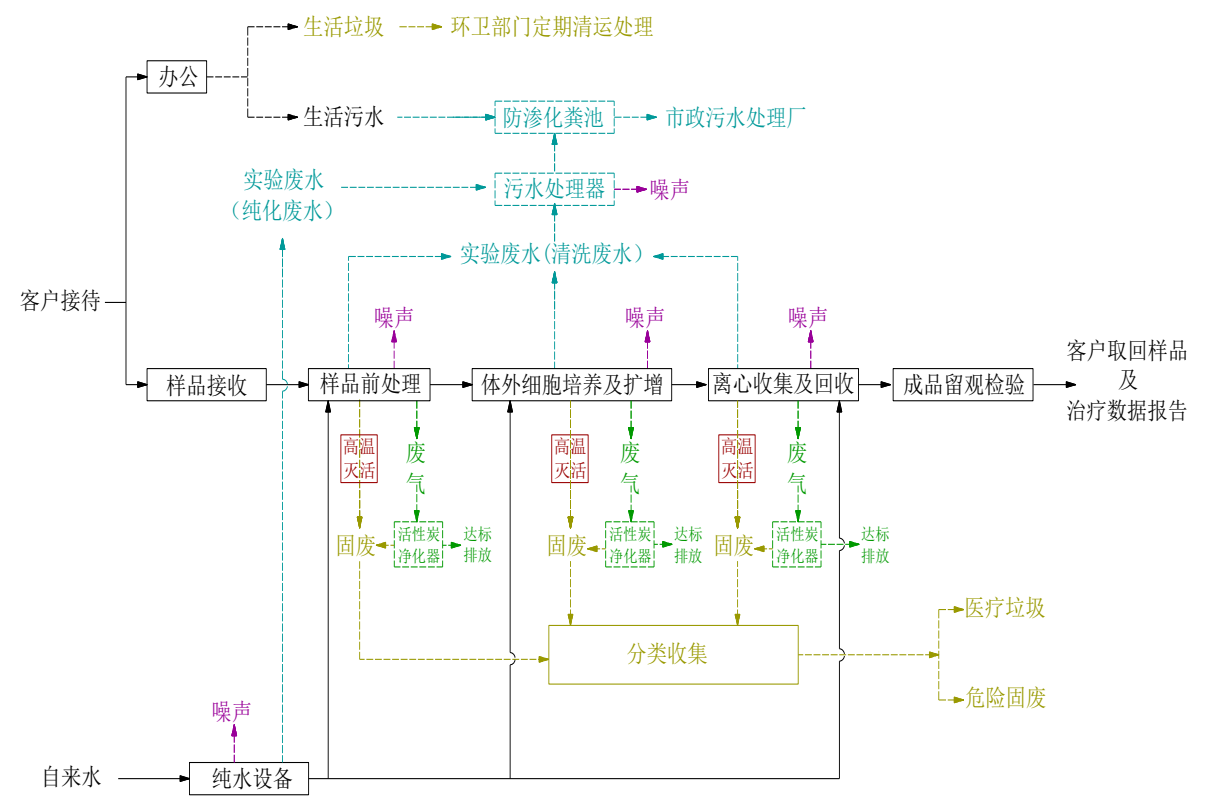 生活垃圾
环卫部门定期清运处理
办公
生活污水
防渗化粪池
市政污水处理厂
实验废水
（纯化废水）
污水处理器
噪声
实验废水(清洗废水）
客户接待
噪声
噪声
噪声
样品接收
样品前处理
体外细胞培养及扩增
离心收集及回收
成品留观检验
客户取回样品
及
治疗数据报告
高温
灭活
废
气
高温
灭活
废
气
高温
灭活
废
气
固废
活性炭
净化器
达标
排放
固废
活性炭
净化器
达标
排放
固废
活性炭
净化器
达标
排放
分类收集
医疗垃圾
危险固废
噪声
自来水
纯水设备